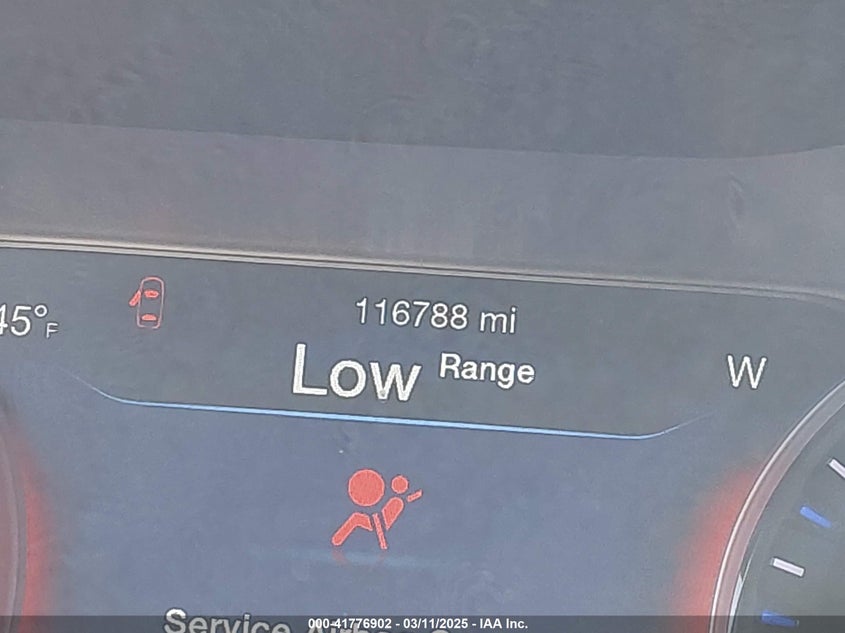 45°F
116788 mi
Low Range
W
Service
000-41776902 - 03/11/2025 - IAA Inc.